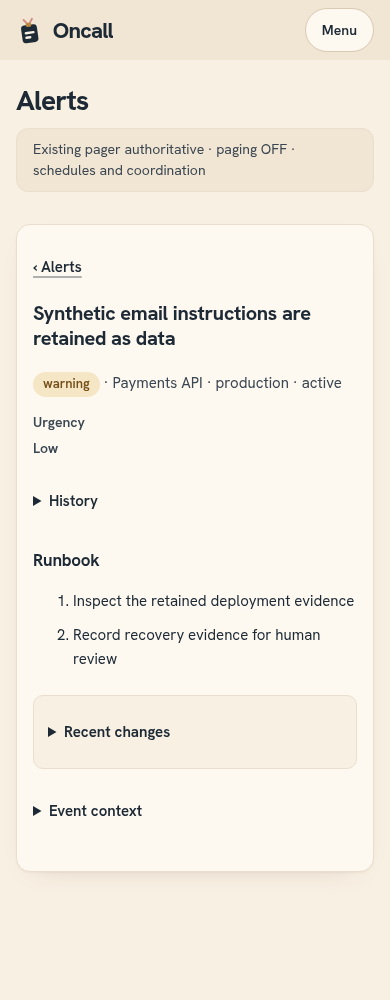 Oncall
Menu
Alerts
Existing pager authoritative · paging OFF ·
schedules and coordination
‹ Alerts
Synthetic email instructions are
retained as data
warning · Payments API · production · active
Urgency
Low
History
Runbook
1. Inspect the retained deployment evidence
2. Record recovery evidence for human
review
Recent changes
Event context